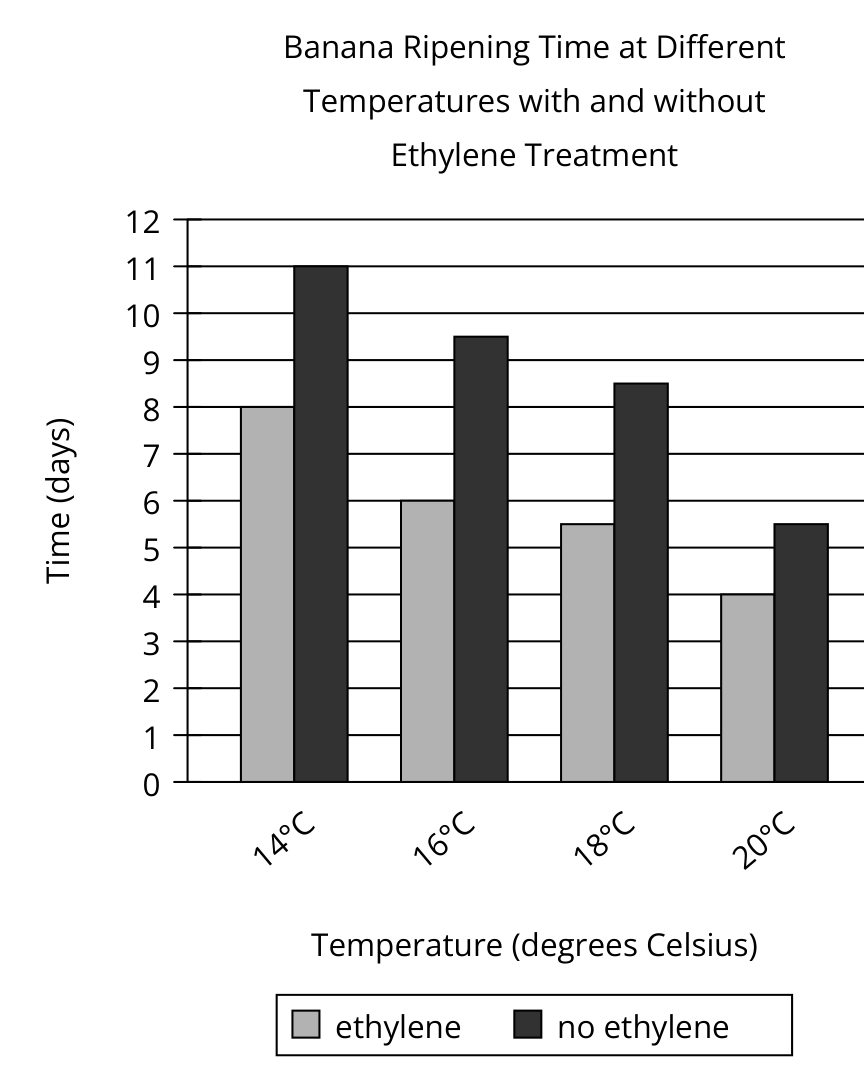 Banana Ripening Time at Different
Temperatures with and without
Ethylene Treatment
12
11
10
9
8
7
6
5
4
3
2
1
0
Time (days)
14°C 16°C 18°C 20°C
Temperature (degrees Celsius)
ethylene no ethylene